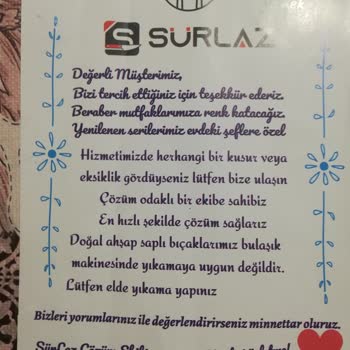 SÜRLAZ
Değerli Müşterimiz,
Bizi tercih ettiğiniz için teşekkür ederiz.
Beraber mutfaklarımıza renk katacağız.
Yenilenen serilerimiz evdeki şeflere özel
Hizmetimizde herhangi bir kusur veya
eksiklik gördüyseniz lütfen bize ulaşın
Çözüm odaklı bir ekibe sahibiz
En hızlı şekilde çözüm sağlarız
Doğal ahşap saplı bıçaklarımız bulaşık
makinesinde yıkamaya uygun değildir.
Lütfen elde yıkama yapınız
Bizleri yorumlarınız ile değerlendirirseniz minnettar oluruz.